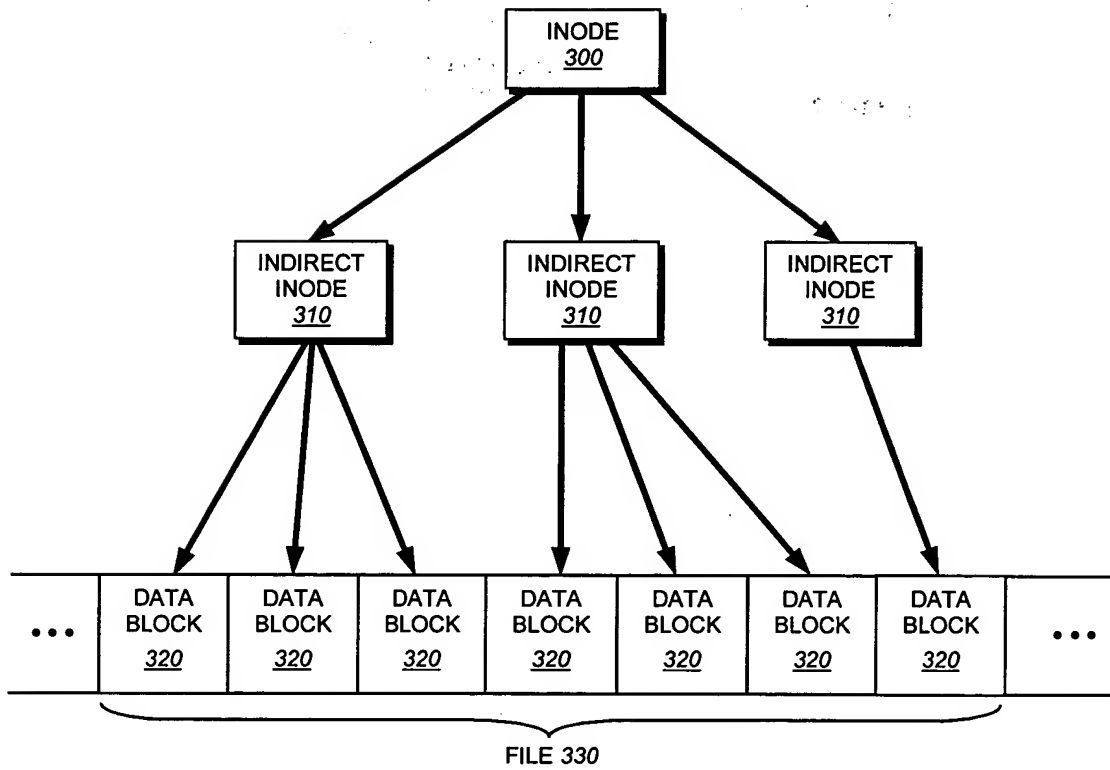 INODE
300
INDIRECT INDIRECT INDIRECT
INODE INODE INODE
310 310 310
DATA DATA DATA DATA DATA DATA DATA
BLOCK BLOCK BLOCK BLOCK BLOCK BLOCK BLOCK
••• 320 320 320 320 320 320 320 •••
FILE 330